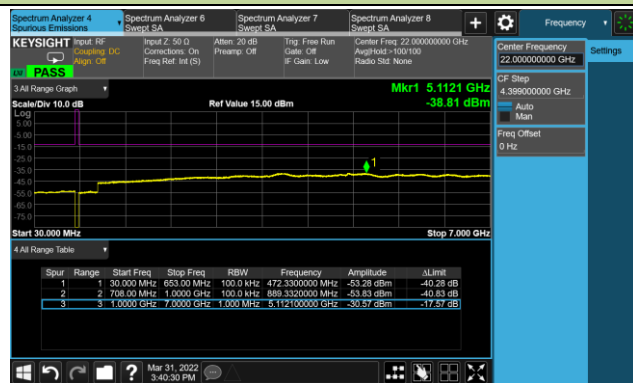 Spectrum Analyzer 4
Spurious Emissions
Spectrum Analyzer 6
Swept SA
Spectrum Analyzer 7
Swept SA
Spectrum Analyzer 8
Swept SA
Frequency
KEYSIGHT
Input: RF
Coupling: DC
Align: Off
Input Z: 50 Ω
Corrections: On
Freq Ref: Int (S)
Atten: 20 dB
Preamp: Off
Trig: Free Run
Gate: Off
IF Gain: Low
Center Freq: 22.000000000 GHz
Avg|Hold:>100/100
Radio Std: None
LXI PASS
3 All Range Graph
Scale/Div 10.0 dB
Ref Value 15.00 dBm
Mkr1 5.1121 GHz
-38.81 dBm
Log
5.00
-5.00
-15.0
-25.0
-35.0
-45.0
-55.0
-65.0
-75.0
1
Start 30.000 MHz
Stop 7.000 GHz
4 All Range Table
Spur Range Start Freq Stop Freq RBW Frequency Amplitude ΔLimit
1 1 30.000 MHz 653.00 MHz 100.0 kHz 472.3300000 MHz -53.28 dBm -40.28 dB
2 2 708.00 MHz 1.0000 GHz 100.0 kHz 889.3320000 MHz -53.83 dBm -40.83 dB
3 3 1.0000 GHz 7.0000 GHz 1.000 MHz 5.112100000 GHz -30.57 dBm -17.57 dB
Center Frequency
22.000000000 GHz
Settings
CF Step
4.399000000 GHz
Auto
Man
Freq Offset
0 Hz
?
Mar 31, 2022
3:40:30 PM